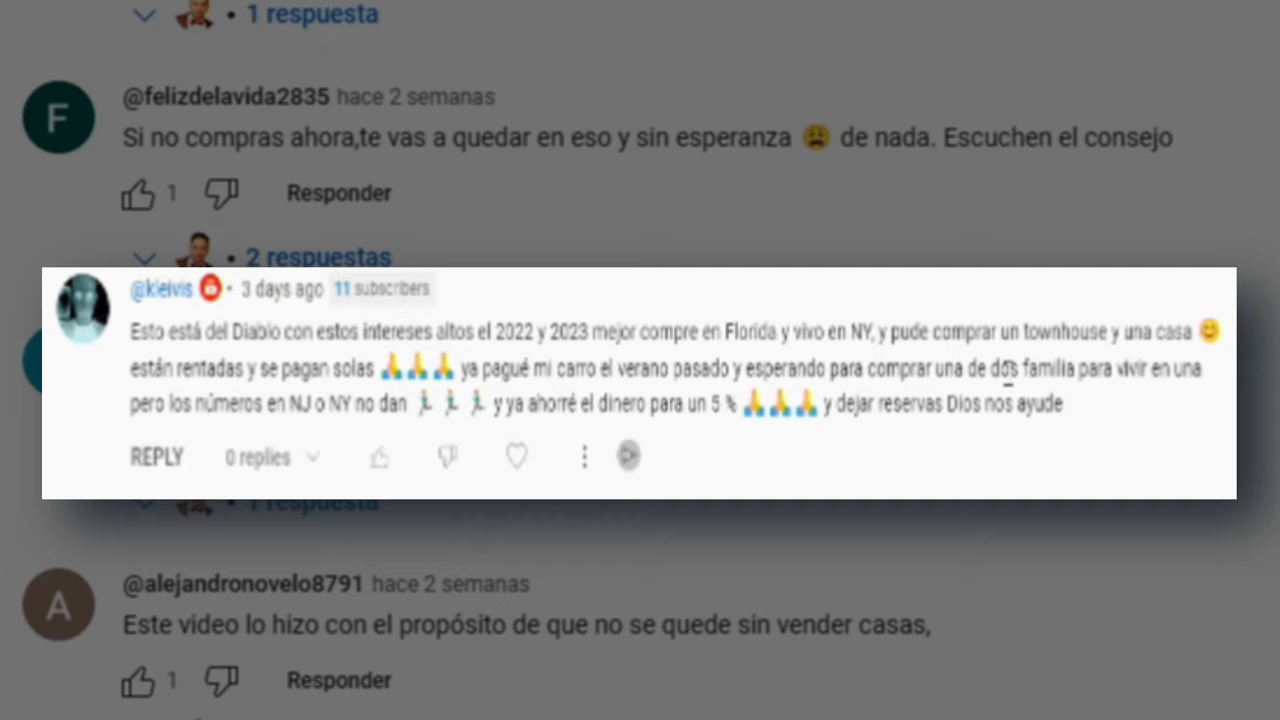 1 respuesta
F
@felizdelavida2835 hace 2 semanas
Si no compras ahora,te vas a quedar en eso y sin esperanza 😩 de nada. Escuchen el consejo
1 Responder
2 respuestas
@kleivis · 3 days ago 11 subscribers
Esto está del Diablo con estos intereses altos el 2022 y 2023 mejor compre en Florida y vivo en NY, y pude comprar un townhouse y una casa 😊
están rentadas y se pagan solas 🙏🙏🙏 ya pagué mi carro el verano pasado y esperando para comprar una de dos familia para vivir en una
pero los números en NJ o NY no dan 🏃🏃🏃 y ya ahorré el dinero para un 5 % 🙏🙏🙏 y dejar reservas Dios nos ayude
REPLY 0 replies
1 respuesta
A
@alejandronovelo8791 hace 2 semanas
Este video lo hizo con el propósito de que no se quede sin vender casas,
1 Responder